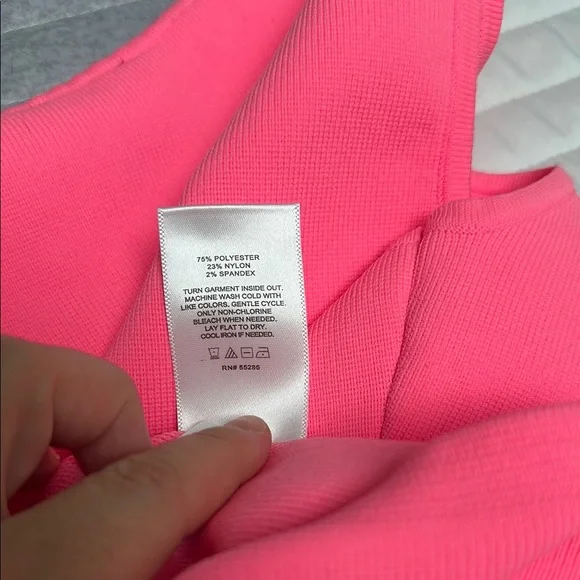 75% POLYESTER
23% NYLON
2% SPANDEX
TURN GARMENT INSIDE OUT.
MACHINE WASH COLD WITH
LIKE COLORS, GENTLE CYCLE.
ONLY NON-CHLORINE
BLEACH WHEN NEEDED.
LAY FLAT TO DRY.
COOL IRON IF NEEDED.
RN# 55285